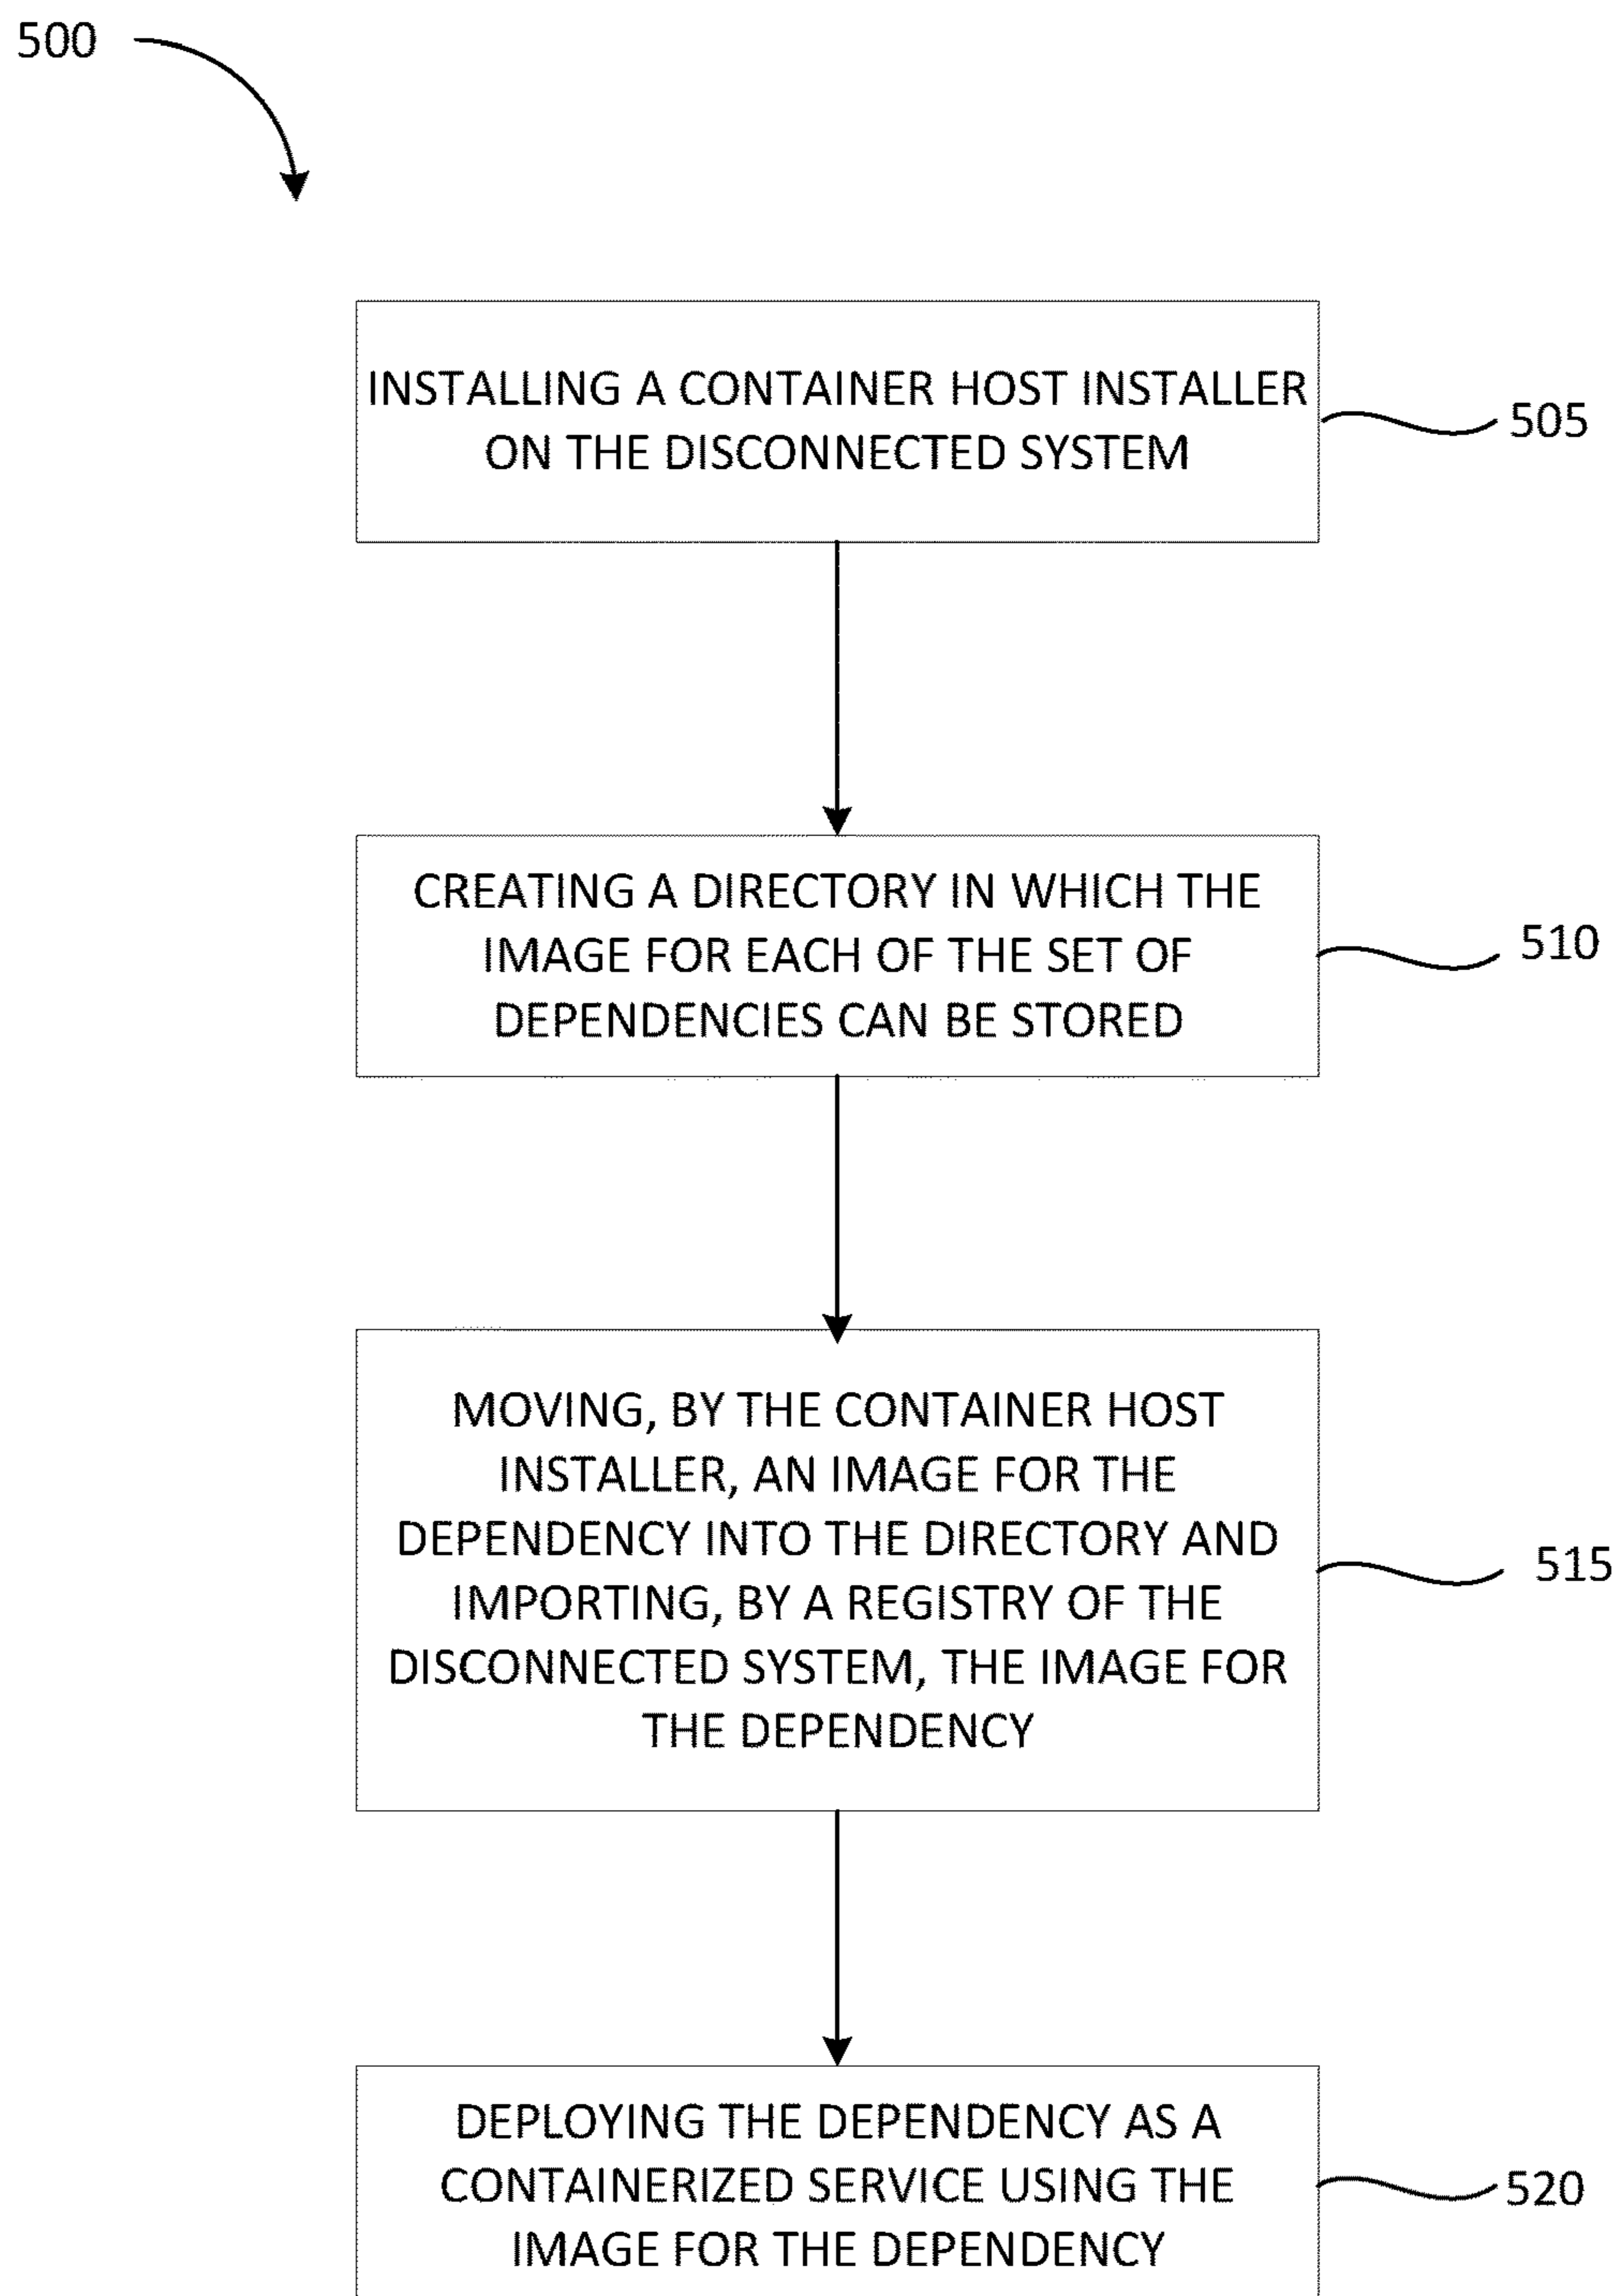 500
INSTALLING A CONTAINER HOST INSTALLER
ON THE DISCONNECTED SYSTEM
505
CREATING A DIRECTORY IN WHICH THE
IMAGE FOR EACH OF THE SET OF
DEPENDENCIES CAN BE STORED
510
MOVING, BY THE CONTAINER HOST
INSTALLER, AN IMAGE FOR THE
DEPENDENCY INTO THE DIRECTORY AND
IMPORTING, BY A REGISTRY OF THE
DISCONNECTED SYSTEM, THE IMAGE FOR
THE DEPENDENCY
515
DEPLOYING THE DEPENDENCY AS A
CONTAINERIZED SERVICE USING THE
IMAGE FOR THE DEPENDENCY
520